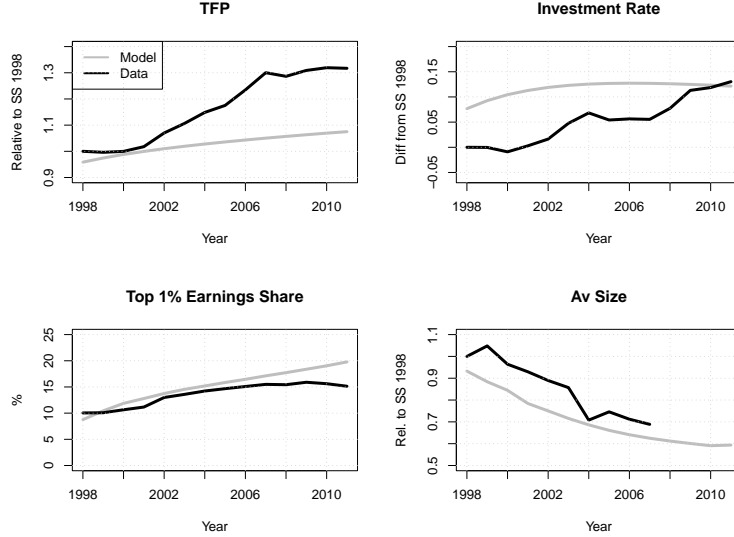 TFP
Relative to SS 1998
0.9 1.1 1.3
Model
Data
1998 2002 2006 2010
Year
Investment Rate
Diff from SS 1998
−0.05 0.05 0.15
1998 2002 2006 2010
Year
Top 1% Earnings Share
%
0 5 10 15 20 25
1998 2002 2006 2010
Year
Av Size
Rel. to SS 1998
0.5 0.7 0.9 1.1
1998 2002 2006 2010
Year